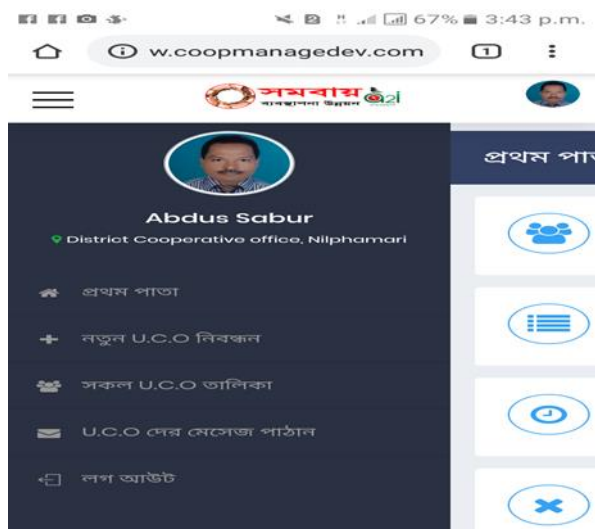 67% 3:43 p.m.
w.coopmanagedev.com
1
সমবায় a2i
ব্যবস্থাপনা উন্নয়ন
প্রথম পাত
Abdus Sabur
District Cooperative office, Nilphamari
প্রথম পাতা
নতুন U.C.O নিবন্ধন
সকল U.C.O তালিকা
U.C.O দের মেসেজ পাঠান
লগ আউট